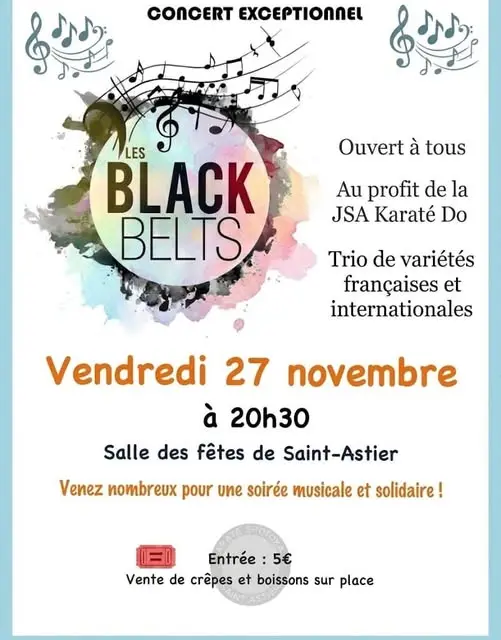 CONCERT EXCEPTIONNEL
LES
BLACK
BELTS
Ouvert à tous
Au profit de la
JSA Karaté Do
Trio de variétés
françaises et
internationales
Vendredi 27 novembre
à 20h30
Salle des fêtes de Saint-Astier
Venez nombreux pour une soirée musicale et solidaire !
Entrée : 5€
Vente de crêpes et boissons sur place